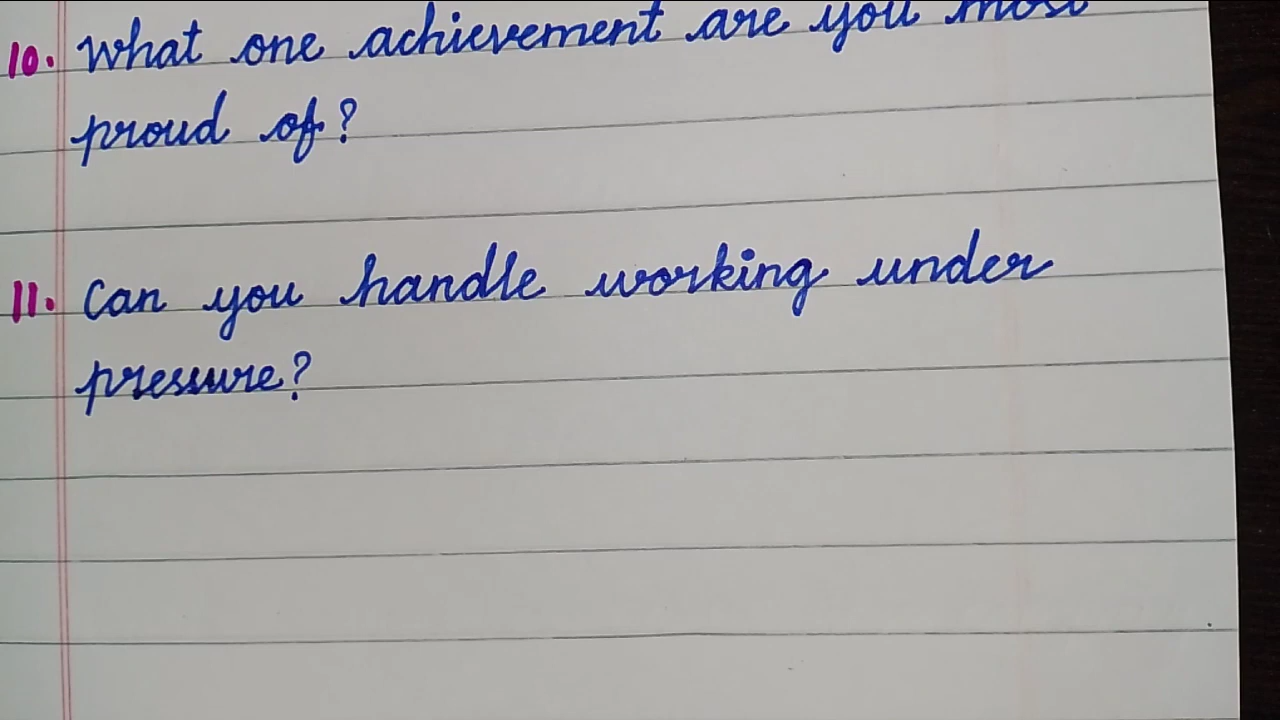 10. What one achievement are you most
proud of?
11. Can you handle working under
pressure?